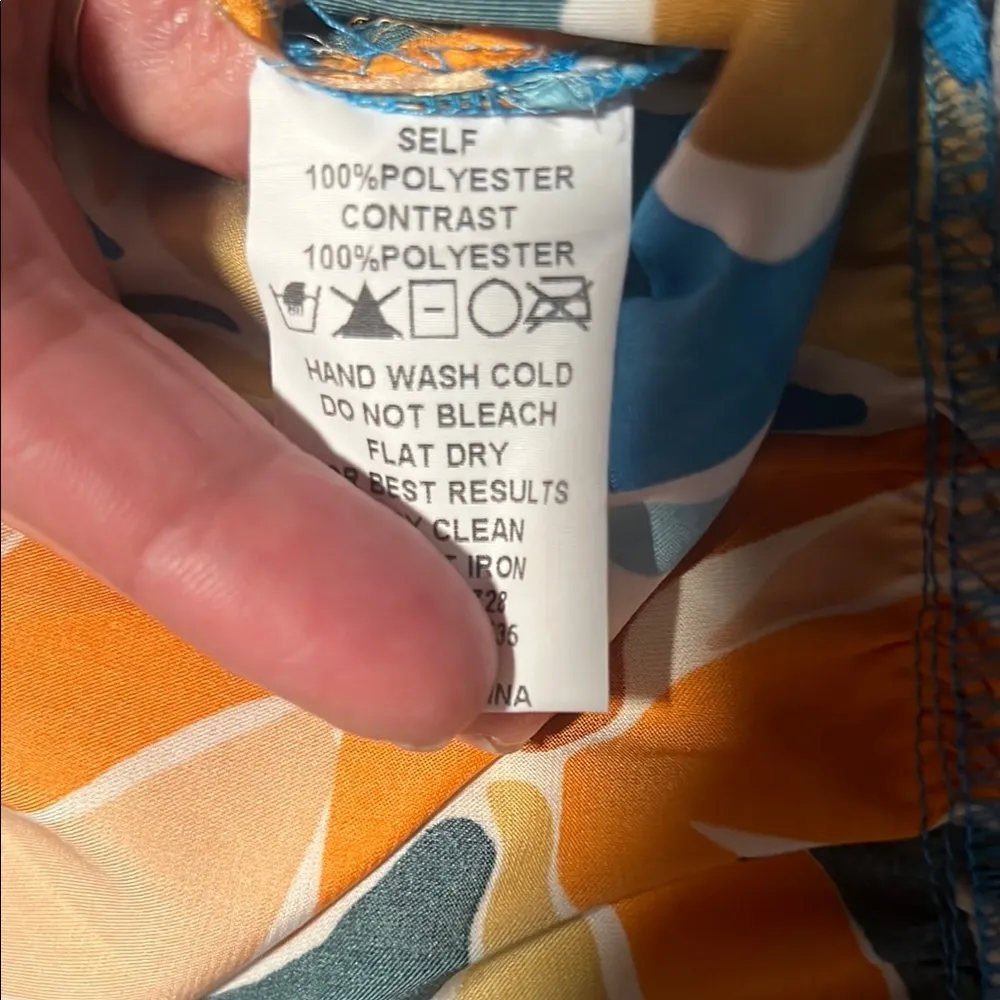 SELF
100%POLYESTER
CONTRAST
100%POLYESTER
HAND WASH COLD
DO NOT BLEACH
FLAT DRY
BEST RESULTS
CLEAN
IRON